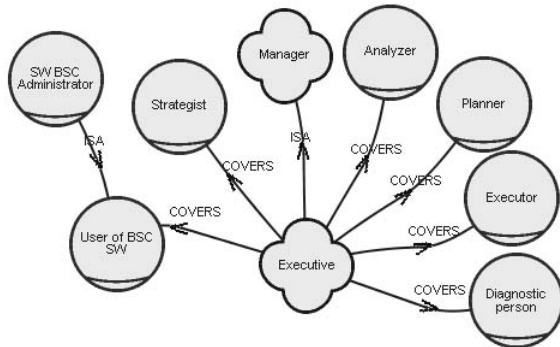 SW BSC
Administrator
Strategist
Manager
Analyzer
Planner
Executor
Diagnostic
person
User of BSC
SW
Executive
ISA
COVERS
COVERS
ISA
COVERS
COVERS
COVERS
COVERS